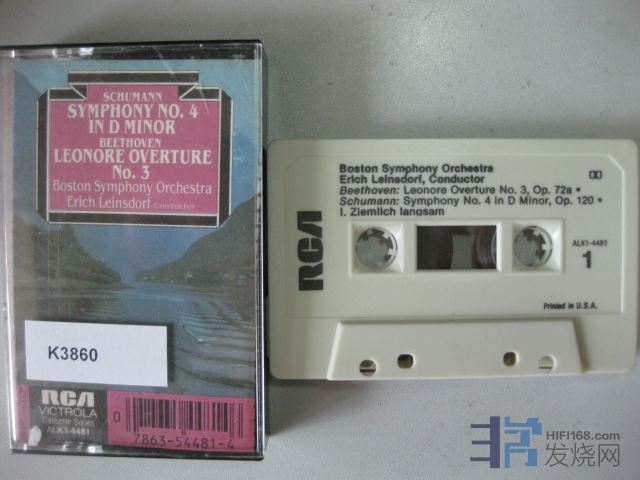 SCHUMANN
SYMPHONY NO. 4
IN D MINOR
BEETHOVEN
LEONORE OVERTURE
No. 3
Boston Symphony Orchestra
Erich Leinsdorf Conductor
K3860
RCA
VICTROLA
Cassette Series
ALK1-4481
0
7863-54481-4
Boston Symphony Orchestra
Erich Leinsdorf, Conductor
Beethoven: Leonore Overture No. 3, Op. 72a •
Schumann: Symphony No. 4 in D Minor, Op. 120 •
I. Ziemlich langsam
RCA
ALK1-4481
1
Printed in U.S.A.
HIFI168.com
发烧网